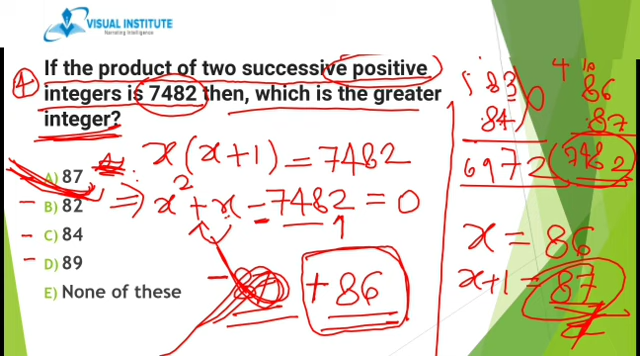 VISUAL INSTITUTE
Narrating Intelligence
4
If the product of two successive positive
integers is 7482 then, which is the greater
integer?
A) 87
B) 82
C) 84
D) 89
E) None of these
x(x+1) = 7482
⇒ x² + x - 7482 = 0
+ 86
83
84
6972
86
87
7482
x = 86
x+1 = 87